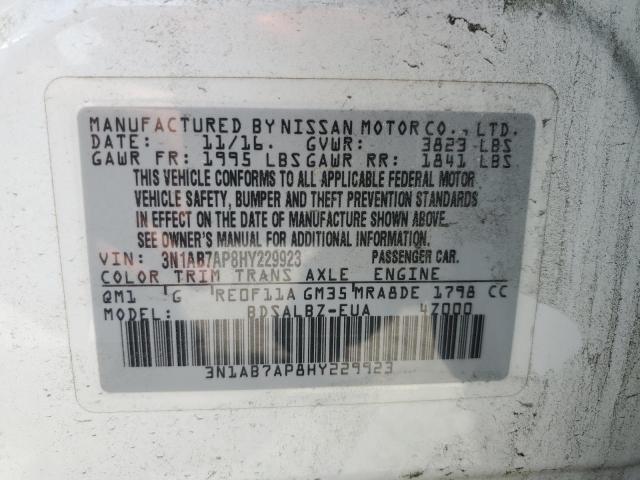 MANUFACTURED BY NISSAN MOTOR CO., LTD.
DATE: 11/16. GVWR: 3823 LBS
GAWR FR: 1995 LBS GAWR RR: 1841 LBS
THIS VEHICLE CONFORMS TO ALL APPLICABLE FEDERAL MOTOR
VEHICLE SAFETY, BUMPER AND THEFT PREVENTION STANDARDS
IN EFFECT ON THE DATE OF MANUFACTURE SHOWN ABOVE.
SEE OWNER'S MANUAL FOR ADDITIONAL INFORMATION.
VIN: 3N1AB7AP8HY229923 PASSENGER CAR.
COLOR TRIM TRANS AXLE ENGINE
QM1 G RE0F11A GM35 MRA8DE 1798 CC
MODEL: BDSALBZ-EUA 4Z000
3N1AB7AP8HY229923